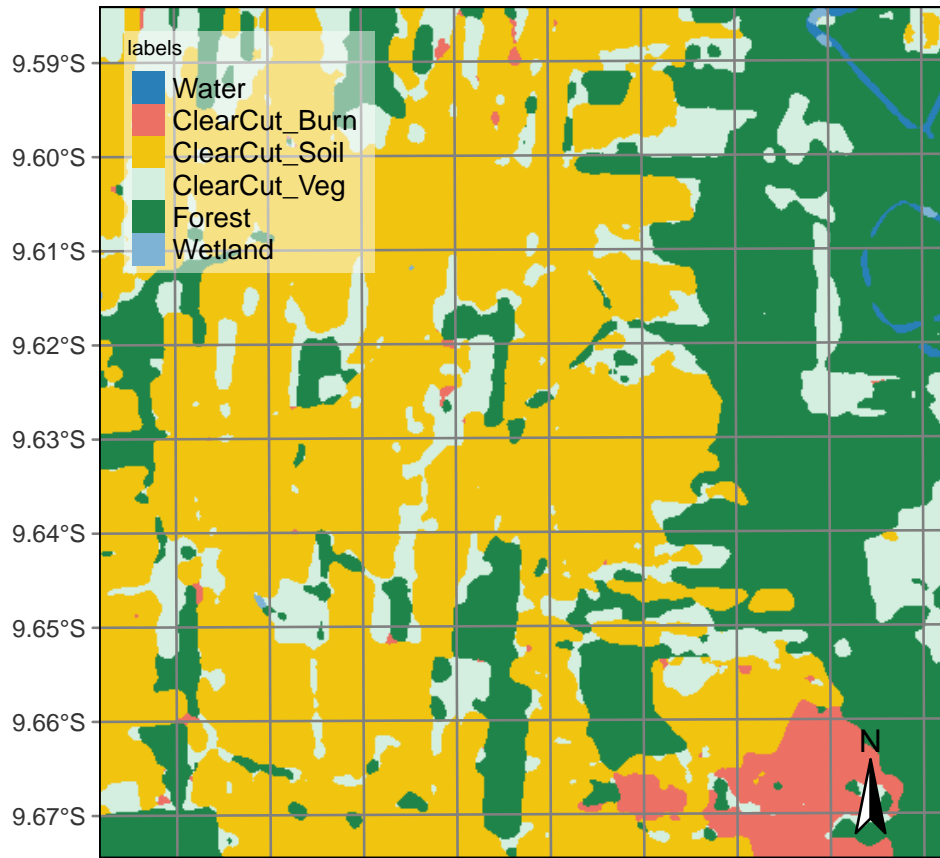 labels
Water
ClearCut_Burn
ClearCut_Soil
ClearCut_Veg
Forest
Wetland
9.59°S
9.60°S
9.61°S
9.62°S
9.63°S
9.64°S
9.65°S
9.66°S
9.67°S
N